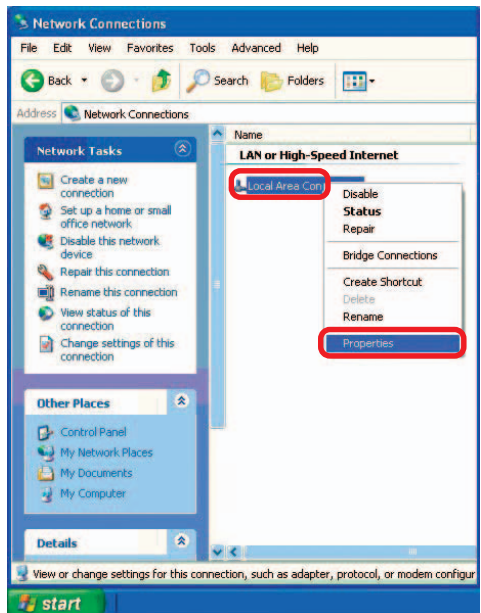 Network Connections
File Edit View Favorites Tools Advanced Help
Back Search Folders
Address Network Connections
Network Tasks
Create a new
connection
Set up a home or small
office network
Disable this network
device
Repair this connection
Rename this connection
View status of this
connection
Change settings of this
connection
Other Places
Control Panel
My Network Places
My Documents
My Computer
Details
Name
LAN or High-Speed Internet
Local Area Con
Disable
Status
Repair
Bridge Connections
Create Shortcut
Delete
Rename
Properties
View or change settings for this connection, such as adapter, protocol, or modem configur
start